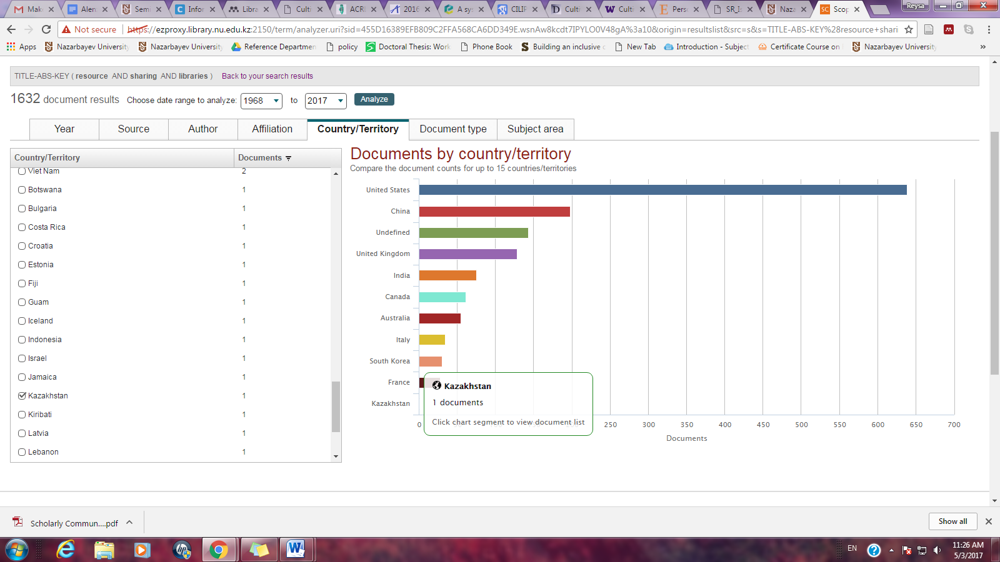 Make
Alen
Semi
Infor
Libra
Culti
ACRI
2016
A sy
CILIP
Culti
Culti
Pers
SR_Is
Naza
Scop
Reysa
Not secure
https://ezproxy.library.nu.edu.kz:2150/term/analyzer.uri?sid=455D16389EFB809C2FFA568CA6DD349E.wsnAw8kcdt7IPYLO0V48gA%3a10&origin=resultslist&src=s&s=TITLE-ABS-KEY%28resource+shari
Apps
Nazarbayev University
Nazarbayev University
Reference Departmen
policy
Doctoral Thesis: Work
Phone Book
Building an inclusive c
New Tab
Introduction - Subject
Certificate Course on
Nazarbayev University
»
TITLE-ABS-KEY ( resource AND sharing AND libraries ) Back to your search results
1632 document results Choose date range to analyze: 1968 to 2017 Analyze
Year Source Author Affiliation Country/Territory Document type Subject area
Country/Territory Documents
Viet Nam 2
Botswana 1
Bulgaria 1
Costa Rica 1
Croatia 1
Estonia 1
Fiji 1
Guam 1
Iceland 1
Indonesia 1
Israel 1
Jamaica 1
Kazakhstan 1
Kiribati 1
Latvia 1
Lebanon 1
Documents by country/territory
Compare the document counts for up to 15 countries/territories
United States
China
Undefined
United Kingdom
India
Canada
Australia
Italy
South Korea
France
Kazakhstan
Kazakhstan
1 documents
Click chart segment to view document list
0 250 300 350 400 450 500 550 600 650 700
Documents
Scholarly Commun....pdf
Show all
EN
11:26 AM
5/3/2017